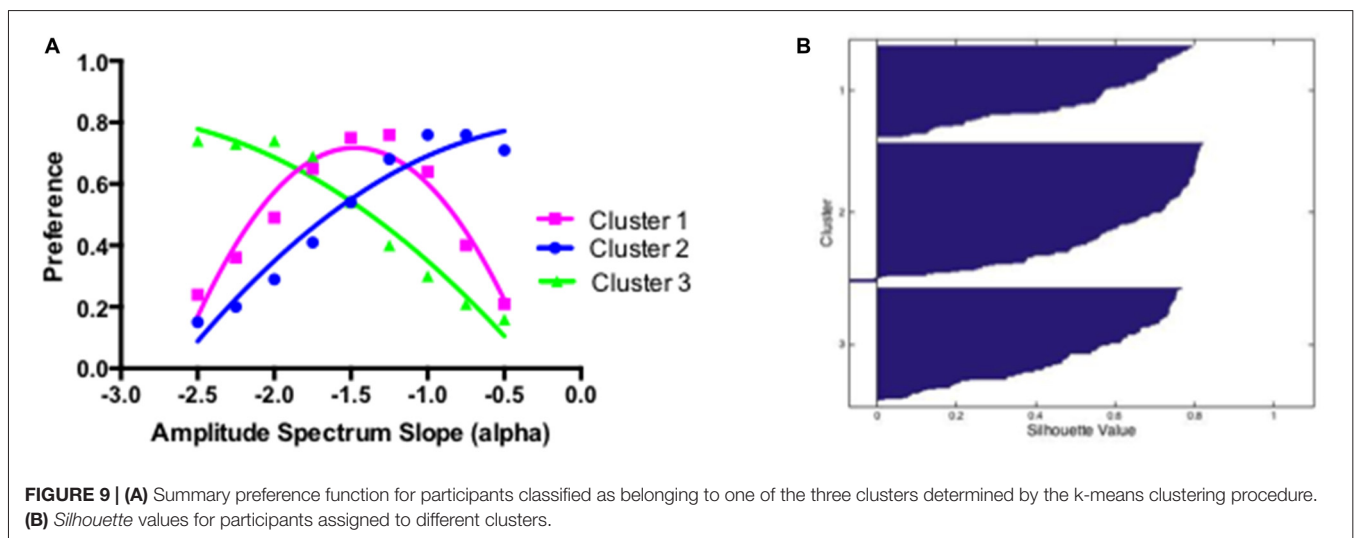 A
1.0
0.8
0.6
0.4
0.2
0.0
Preference
-3.0 -2.5 -2.0 -1.5 -1.0 -0.5 0.0
Amplitude Spectrum Slope (alpha)
Cluster 1
Cluster 2
Cluster 3
B
1
2
3
Cluster
0 0.2 0.4 0.6 0.8 1
Silhouette Value
FIGURE 9 | (A) Summary preference function for participants classified as belonging to one of the three clusters determined by the k-means clustering procedure.
(B) Silhouette values for participants assigned to different clusters.